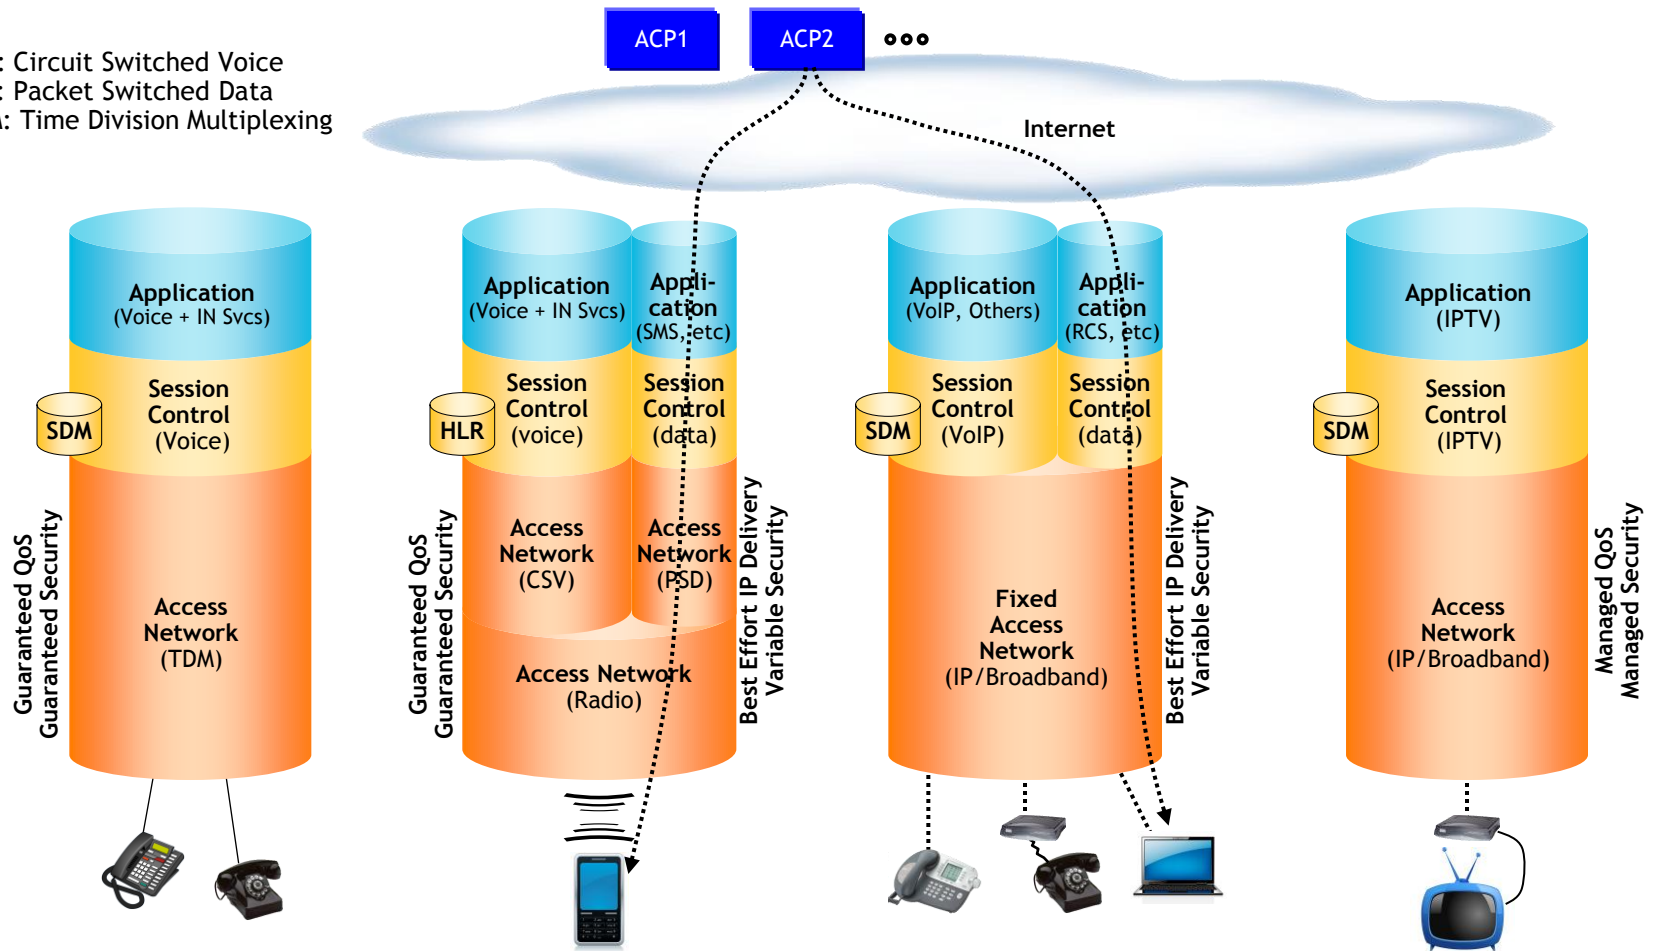 ACP1
ACP2
: Circuit Switched Voice
: Packet Switched Data
M: Time Division Multiplexing
Internet
Application
(Voice + IN Svcs)
Session
Control
(Voice)
SDM
Access
Network
(TDM)
Guaranteed QoS
Guaranteed Security
Application
(Voice + IN Svcs)
Appli-
cation
(SMS, etc)
Session
Control
(voice)
Session
Control
(data)
HLR
Access
Network
(CSV)
Access
Network
(PSD)
Access Network
(Radio)
Guaranteed QoS
Guaranteed Security
Best Effort IP Delivery
Variable Security
Application
(VoIP, Others)
Appli-
cation
(RCS, etc)
Session
Control
(VoIP)
Session
Control
(data)
SDM
Fixed
Access
Network
(IP/Broadband)
Best Effort IP Delivery
Variable Security
Application
(IPTV)
Session
Control
(IPTV)
SDM
Access
Network
(IP/Broadband)
Managed QoS
Managed Security